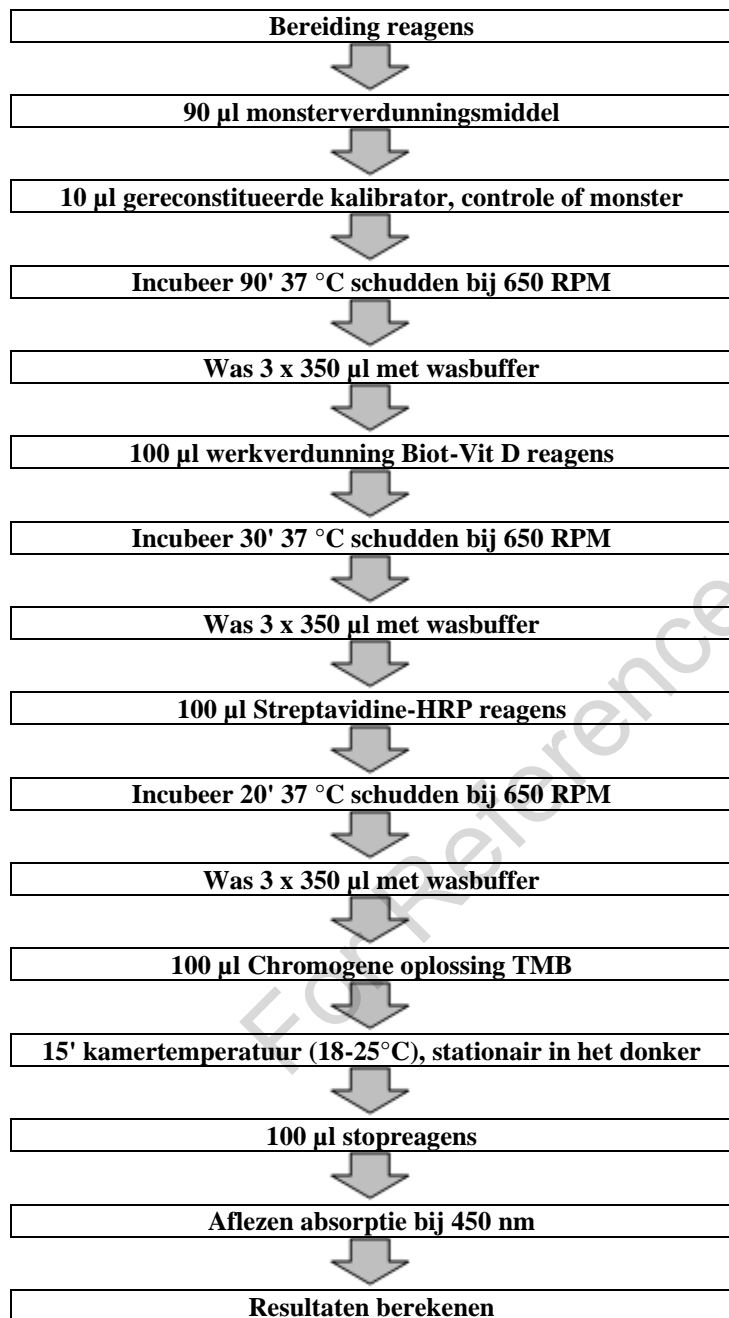 Bereiding reagens
90 µl monsterverdunningsmiddel
10 µl gereconstitueerde kalibrator, controle of monster
Incubeer 90' 37 °C schudden bij 650 RPM
Was 3 x 350 µl met wasbuffer
100 µl werkverdunning Biot-Vit D reagens
Incubeer 30' 37 °C schudden bij 650 RPM
Was 3 x 350 µl met wasbuffer
100 µl Streptavidine-HRP reagens
Incubeer 20' 37 °C schudden bij 650 RPM
Was 3 x 350 µl met wasbuffer
100 µl Chromogene oplossing TMB
15' kamertemperatuur (18-25°C), stationair in het donker
100 µl stopreagens
Aflezen absorptie bij 450 nm
Resultaten berekenen
For Reference